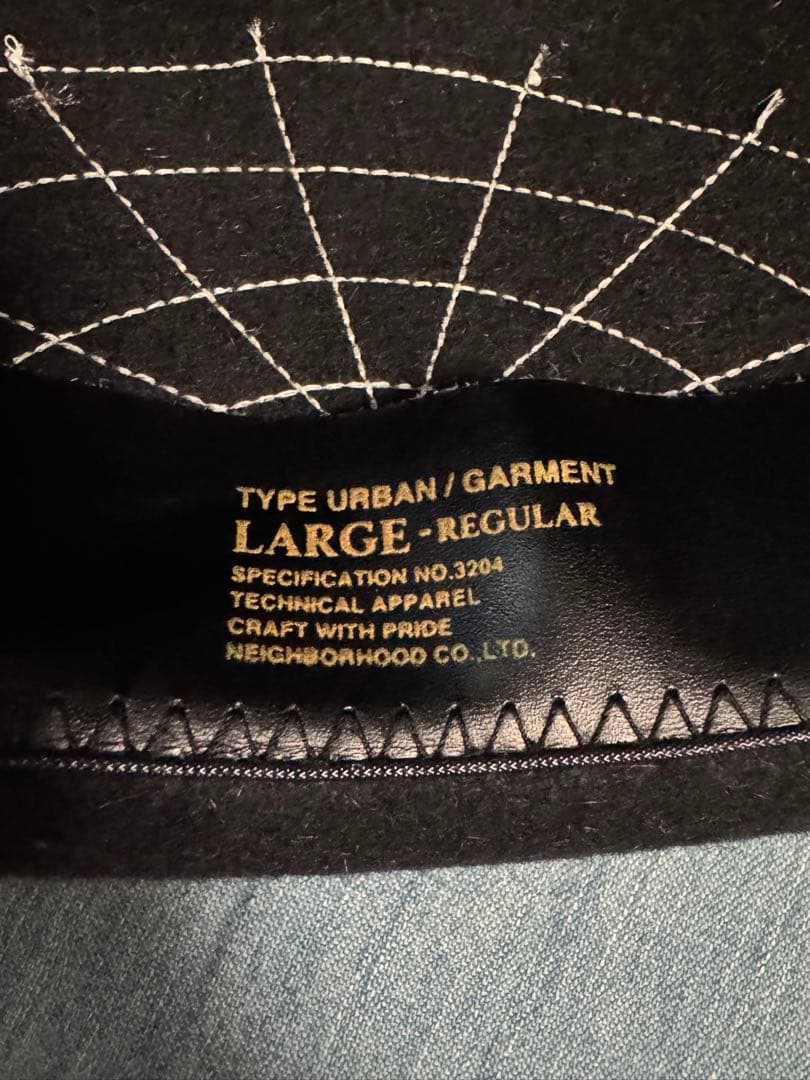 TYPE URBAN / GARMENT
LARGE - REGULAR
SPECIFICATION NO.3204
TECHNICAL APPAREL
CRAFT WITH PRIDE
NEIGHBORHOOD CO.,LTD.